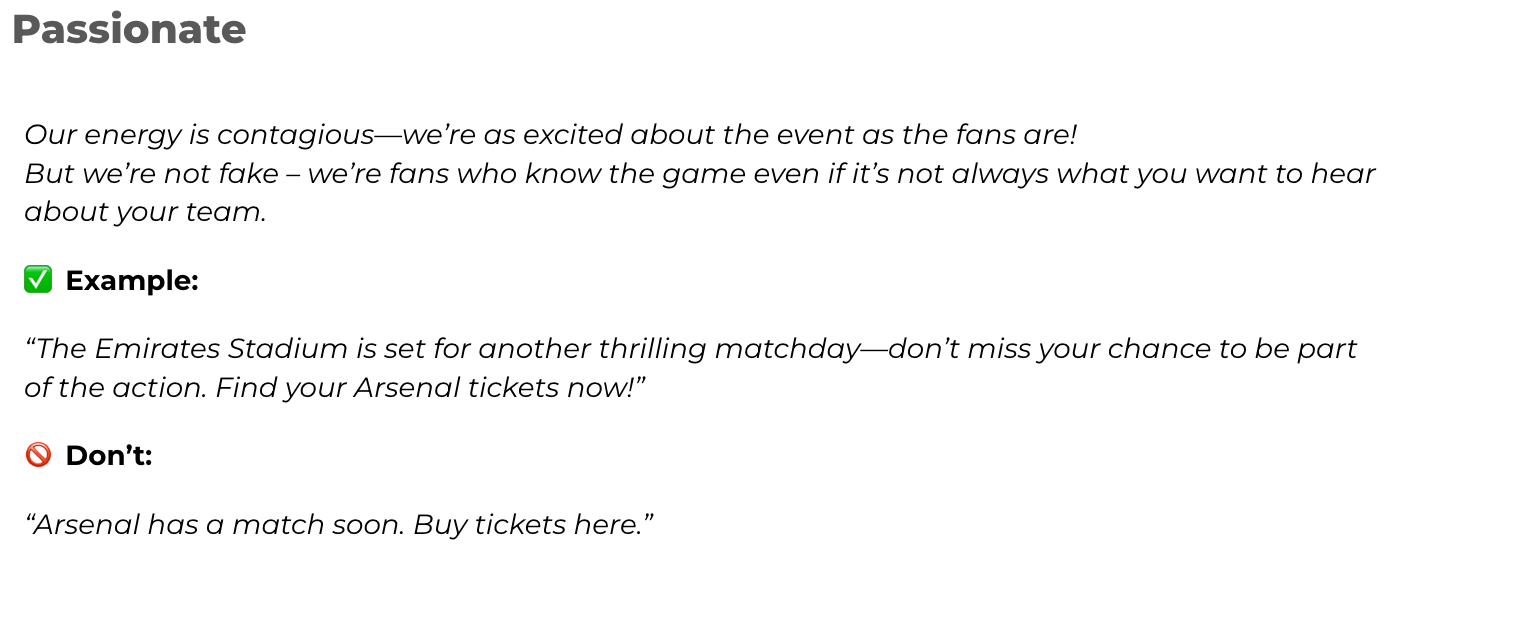 Passionate
Our energy is contagious—we’re as excited about the event as the fans are!
But we’re not fake – we’re fans who know the game even if it’s not always what you want to hear
about your team.
✅ Example:
“The Emirates Stadium is set for another thrilling matchday—don’t miss your chance to be part
of the action. Find your Arsenal tickets now!”
🚫 Don’t:
“Arsenal has a match soon. Buy tickets here.”